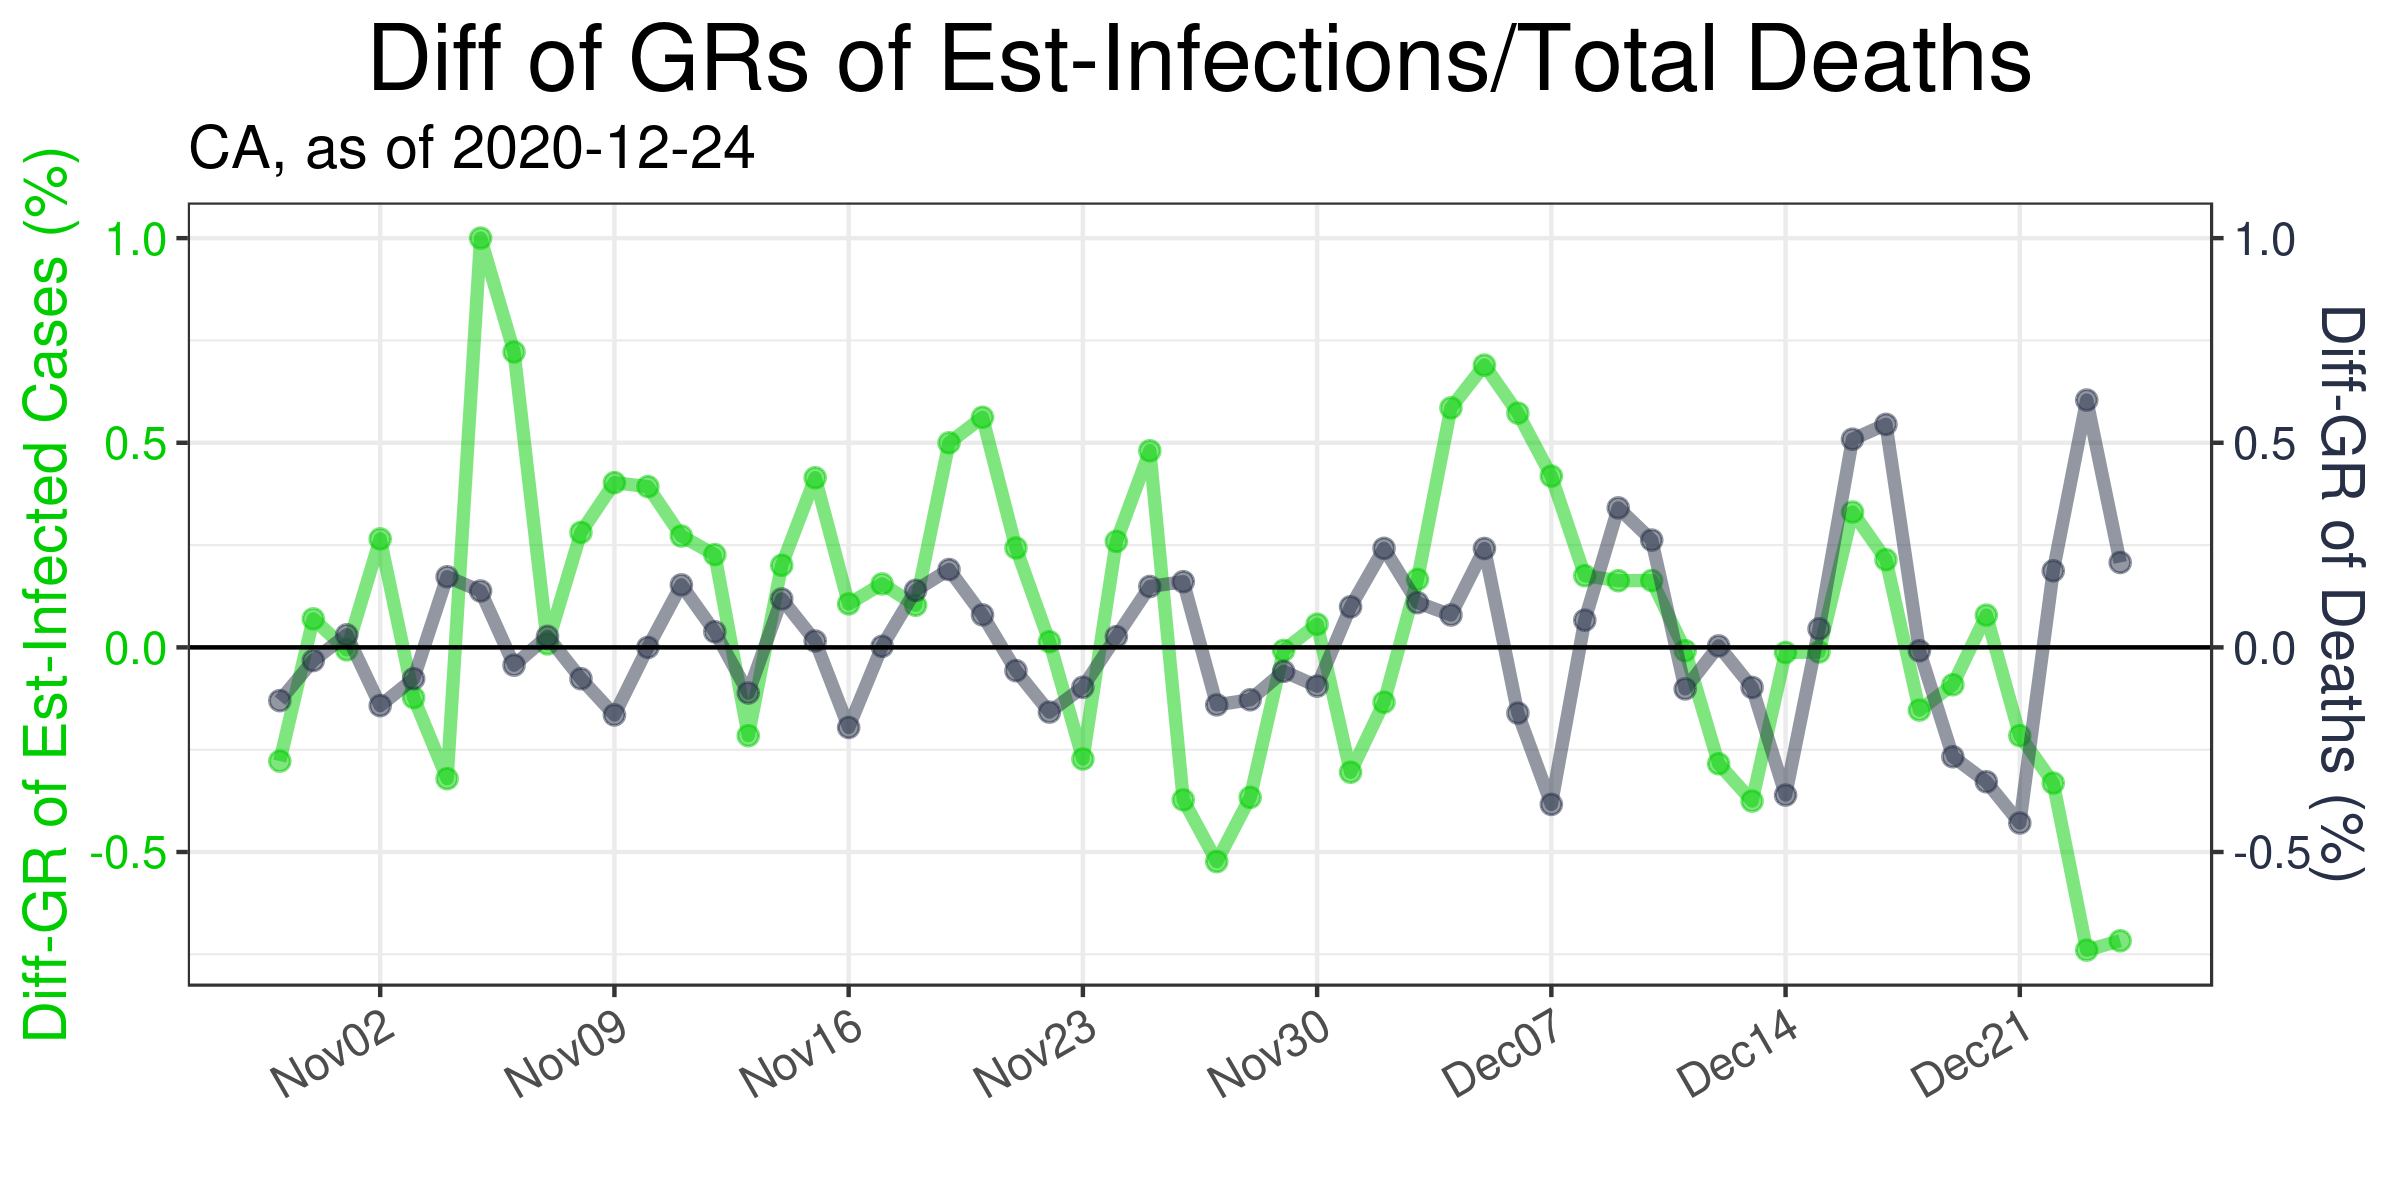 Diff of GRs of Est-Infections/Total Deaths
CA, as of 2020-12-24
Diff-GR of Est-Infected Cases (%)
1.0
0.5
0.0
-0.5
1.0
0.5
0.0
-0.5
Diff-GR of Deaths (%)
Nov02
Nov09
Nov16
Nov23
Nov30
Dec07
Dec14
Dec21